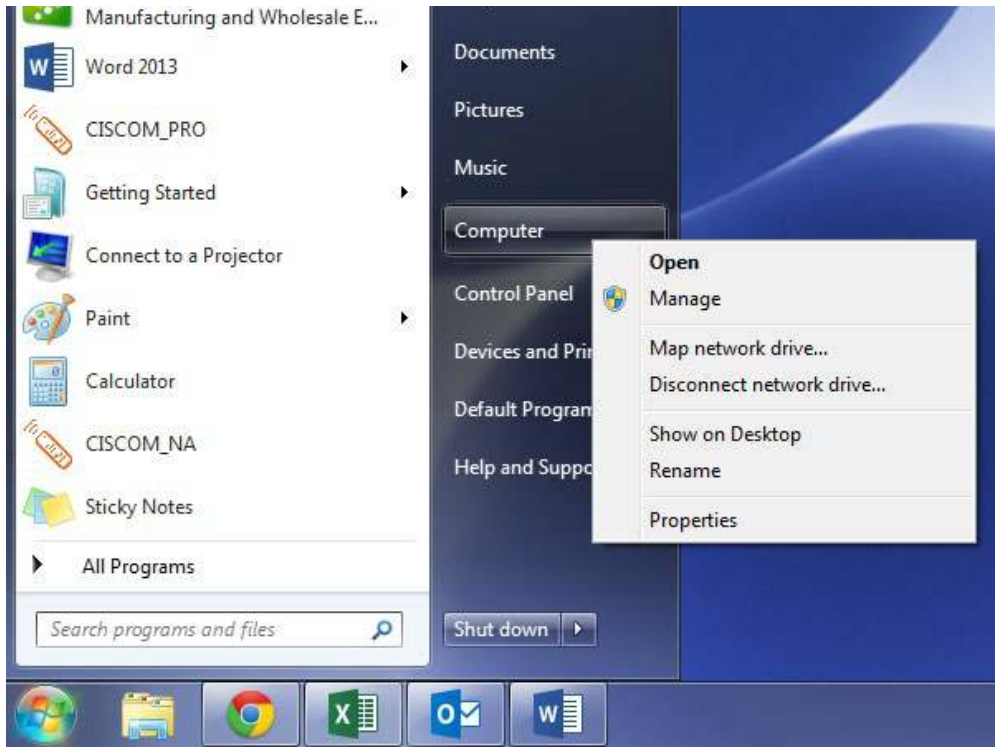 Manufacturing and Wholesale E...
Word 2013
CISCOM_PRO
Getting Started
Connect to a Projector
Paint
Calculator
CISCOM_NA
Sticky Notes
All Programs
Search programs and files
Documents
Pictures
Music
Computer
Control Panel
Devices and Prin
Default Program
Help and Suppo
Shut down
Open
Manage
Map network drive...
Disconnect network drive...
Show on Desktop
Rename
Properties